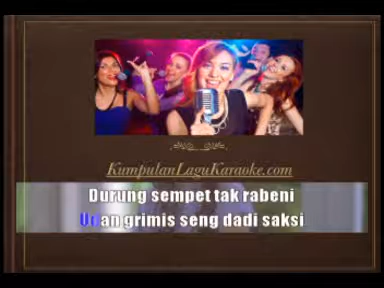 KumpulanLaguKaraoke.com
Durung sempet tak rabeni
Udan grimis seng dadi saksi